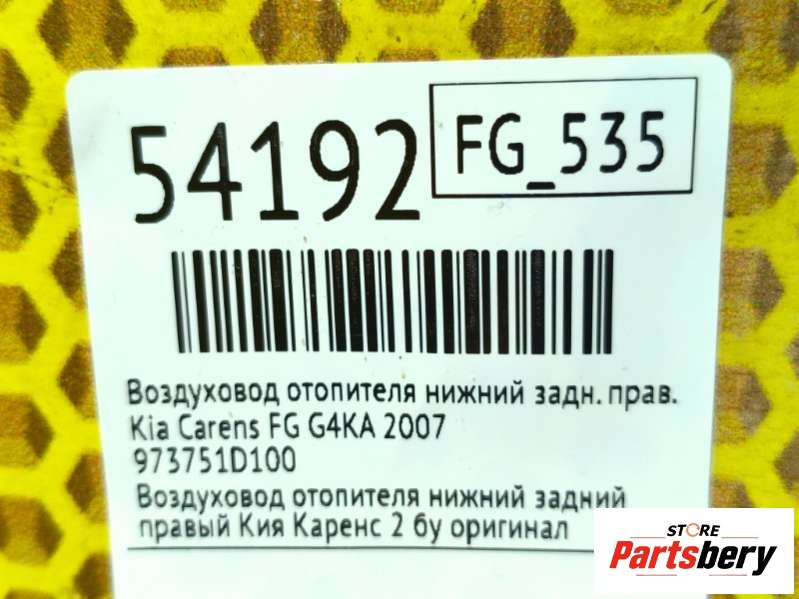 54192
FG_535
Воздуховод отопителя нижний задн. прав.
Kia Carens FG G4KA 2007
973751D100
Воздуховод отопителя нижний задний
правый Кия Каренс 2 бу оригинал
STORE
Partsbery